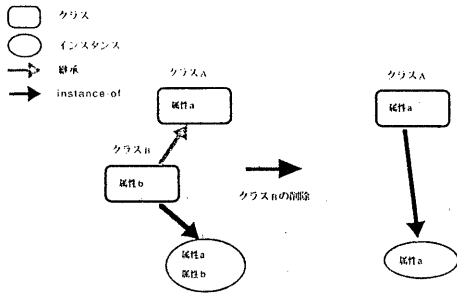 クラス
インスタンス
継承
instance-of
クラスA
属性a
クラスB
属性b
属性a
属性b
クラスBの削除
クラスA
属性a
属性a